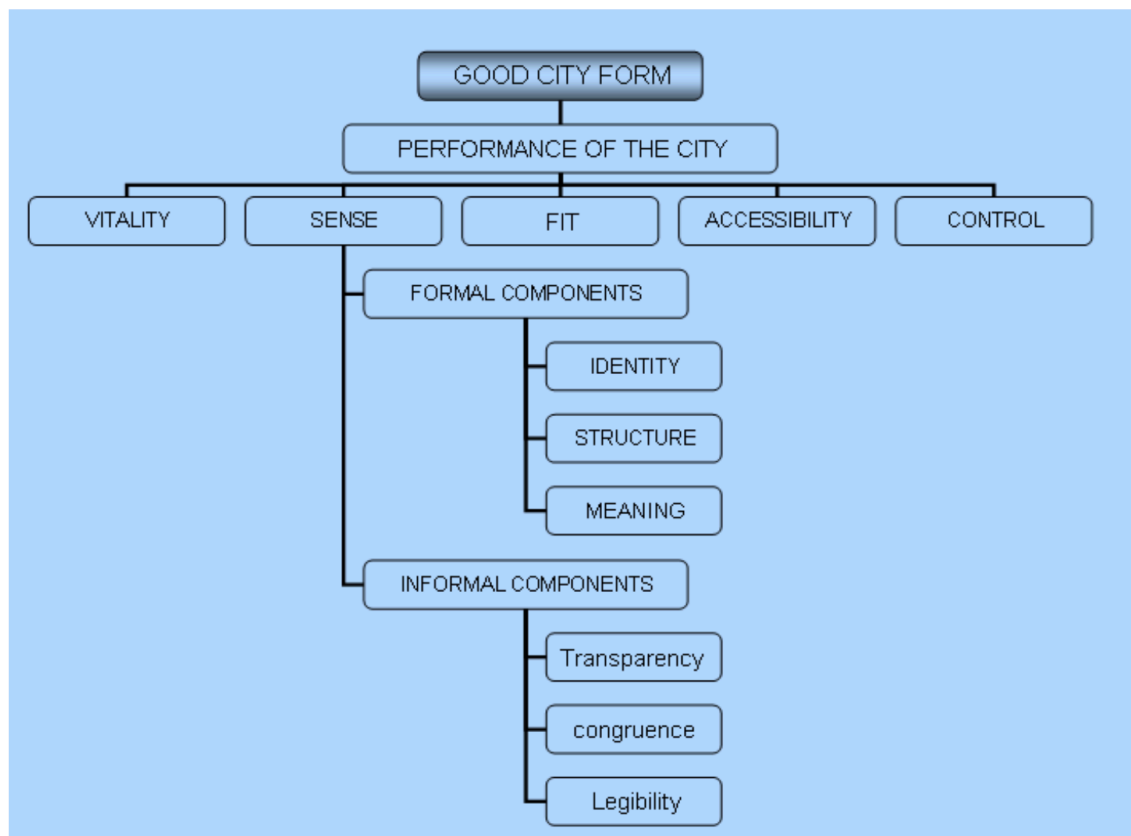 GOOD CITY FORM
PERFORMANCE OF THE CITY
VITALITY
SENSE
FIT
ACCESSIBILITY
CONTROL
FORMAL COMPONENTS
IDENTITY
STRUCTURE
MEANING
INFORMAL COMPONENTS
Transparency
congruence
Legibility